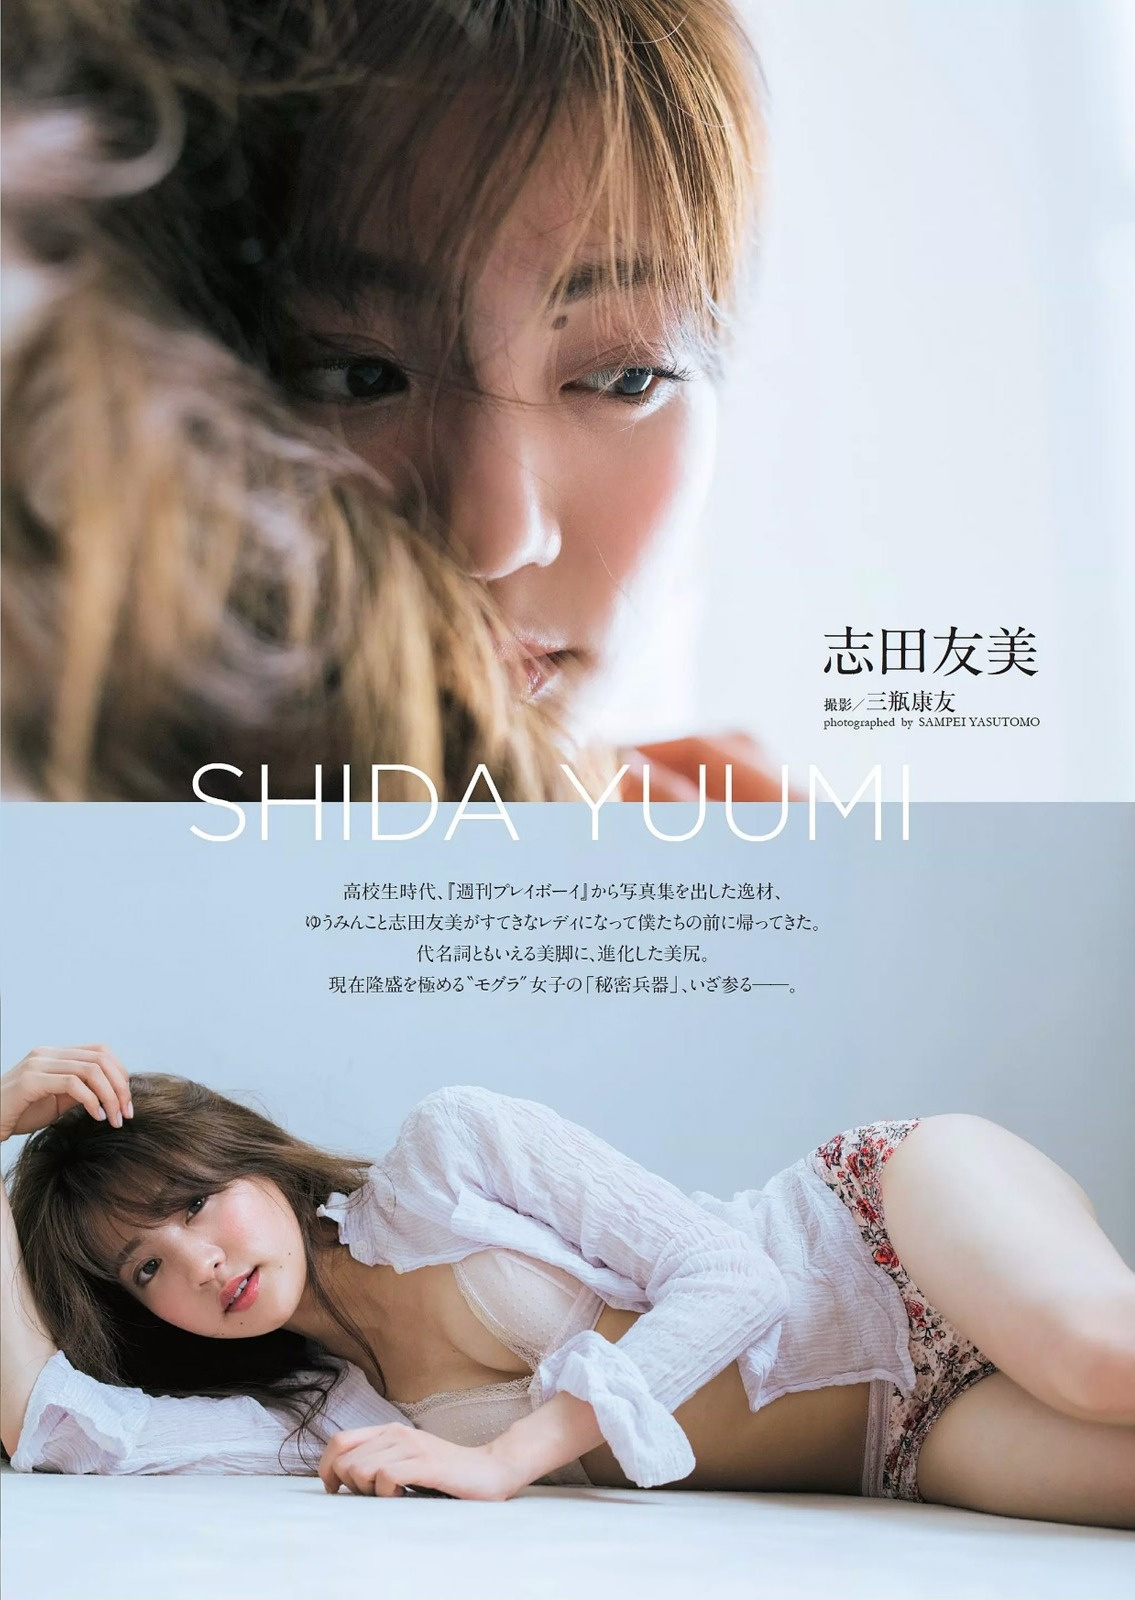 志田友美
撮影／三瓶康友
photographed by SAMPEI YASUTOMO
SHIDA YUUMI
高校生時代、『週刊プレイボーイ』から写真集を出した逸材、
ゆうみんこと志田友美がすてきなレディになって僕たちの前に帰ってきた。
代名詞ともいえる美脚に、進化した美尻。
現在隆盛を極める“モグラ”女子の「秘密兵器」、いざ参る――。